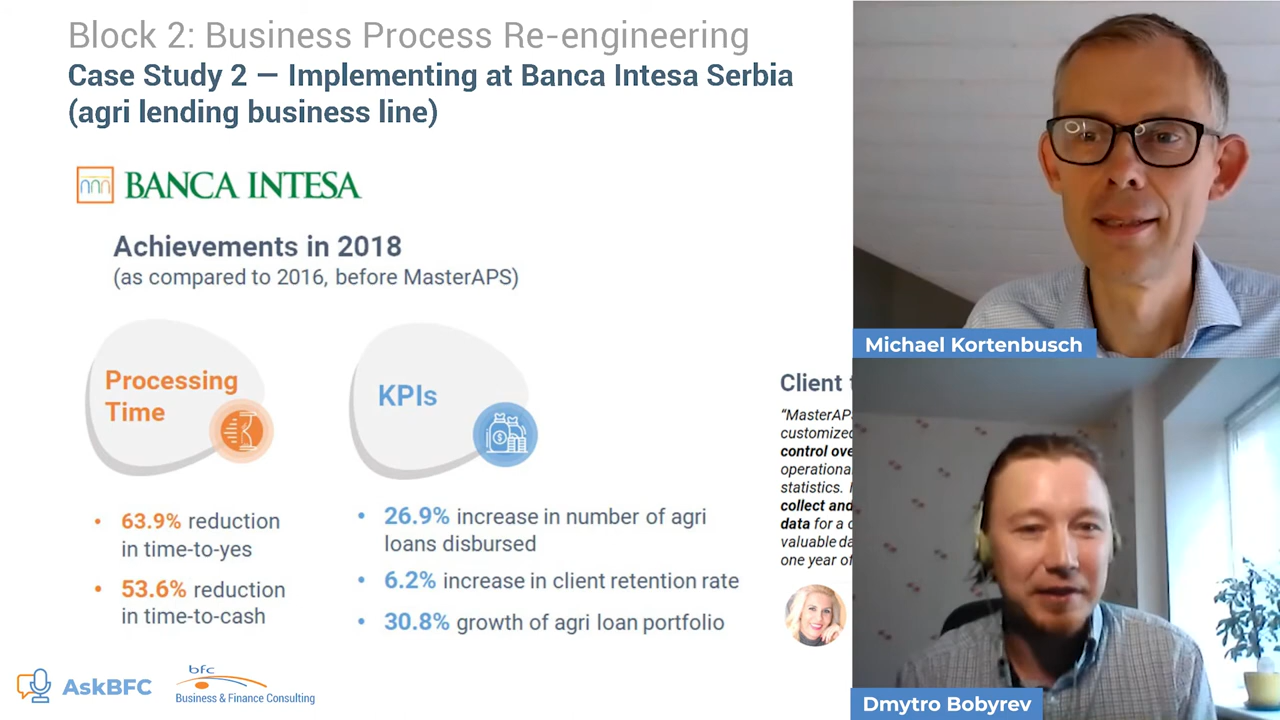 Block 2: Business Process Re-engineering
Case Study 2 — Implementing at Banca Intesa Serbia
(agri lending business line)
BANCA INTESA
Achievements in 2018
(as compared to 2016, before MasterAPS)
Processing
Time
KPIs
63.9% reduction
in time-to-yes
53.6% reduction
in time-to-cash
26.9% increase in number of agri
loans disbursed
6.2% increase in client retention rate
30.8% growth of agri loan portfolio
Client
"MasterAP
customized
control ove
operationa
statistics.
collect and
data for a
valuable da
one year of
AskBFC
bfc
Business & Finance Consulting
Michael Kortenbusch
Dmytro Bobyrev